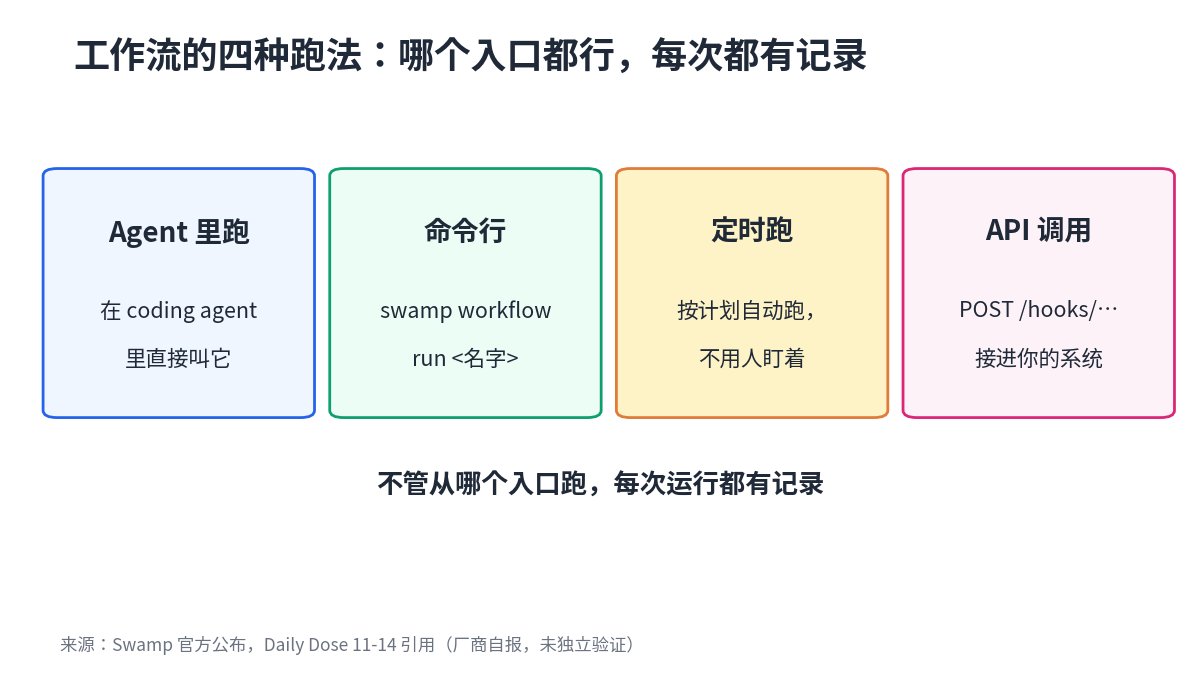 工作流的四种跑法：哪个入口都行，每次都有记录
Agent 里跑
在 coding agent
里直接叫它
命令行
swamp workflow
run <名字>
定时跑
按计划自动跑，
不用人盯着
API 调用
POST /hooks/…
接进你的系统
不管从哪个入口跑，每次运行都有记录
来源：Swamp 官方公布，Daily Dose 11-14 引用（厂商自报，未独立验证）